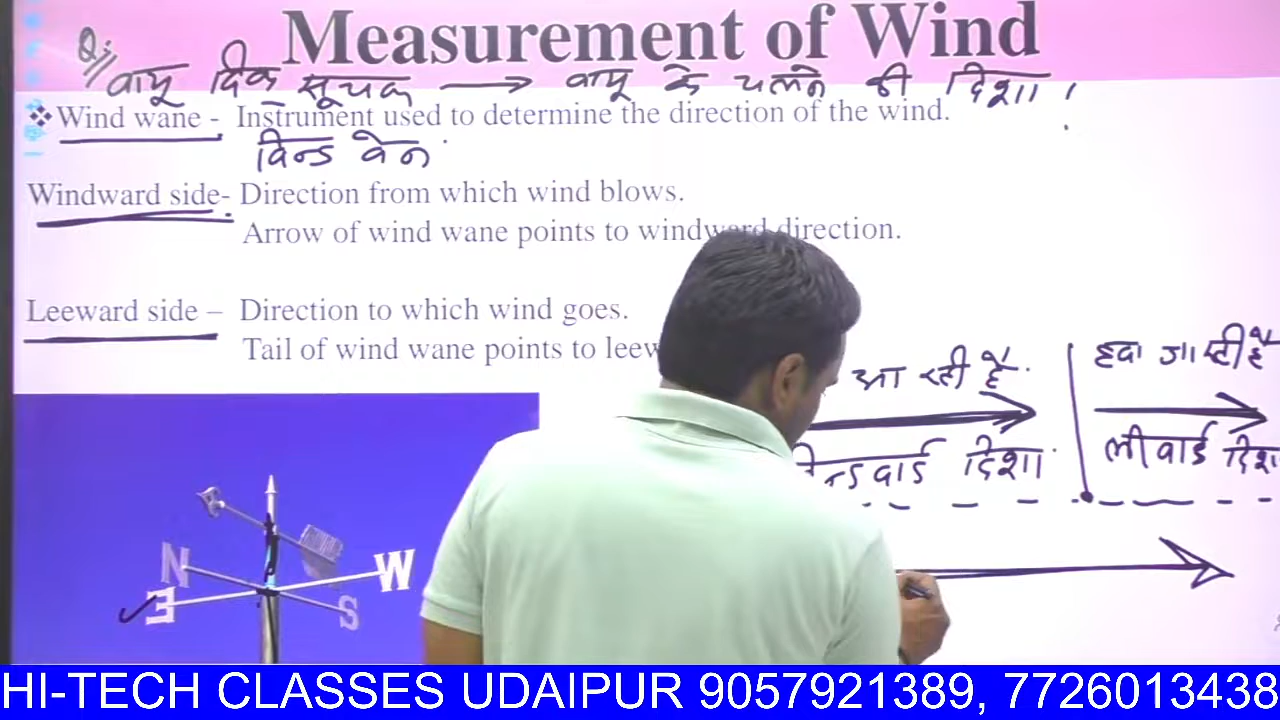 Measurement of Wind
Q:
वायु दिक सूचक → वायु के चलने की दिशा !
❖ Wind wane - Instrument used to determine the direction of the wind.
विन्ड वेन
Windward side- Direction from which wind blows.
Arrow of wind wane points to windward direction.
Leeward side – Direction to which wind goes.
Tail of wind wane points to
आ रही है
हवा जा रही है
दिशा
लीवार्ड
N
W
E
S
HI-TECH CLASSES UDAIPUR 9057921389, 7726013438